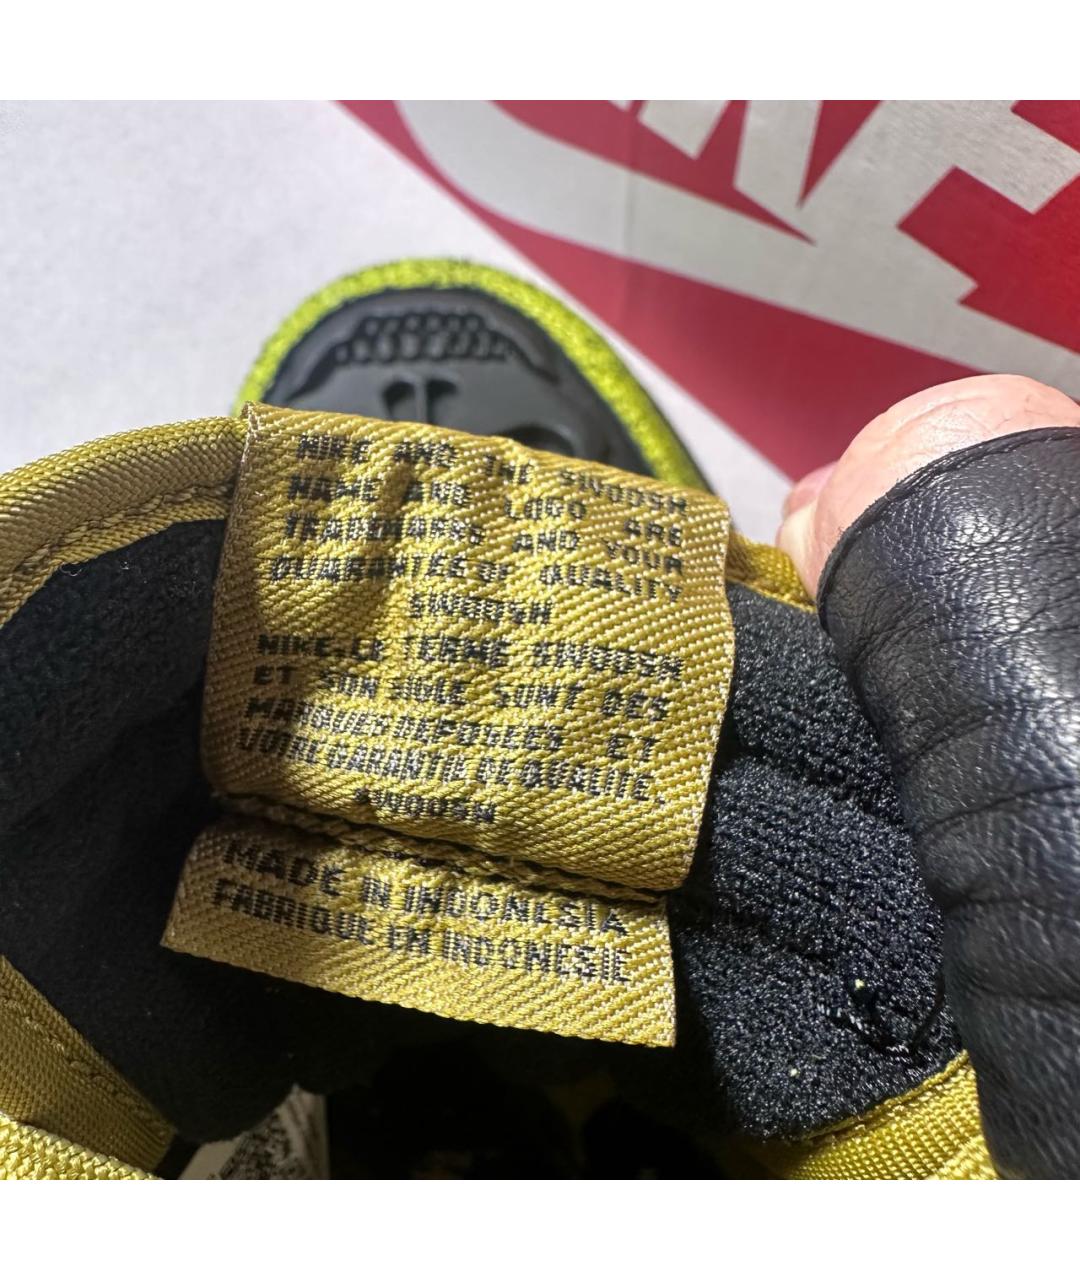 NIKE AND THE SWOOSH
NAME AND LOGO ARE
TRADEMARKS AND YOUR
GUARANTEE OF QUALITY
SWOOSH
NIKE, LE TERME SWOOSH
ET SON SIGLE SONT DES
MARQUES DEPOSEES ET
VOTRE GARANTIE DE QUALITE.
SWOOSH
MADE IN INDONESIA
FABRIQUE EN INDONESIE